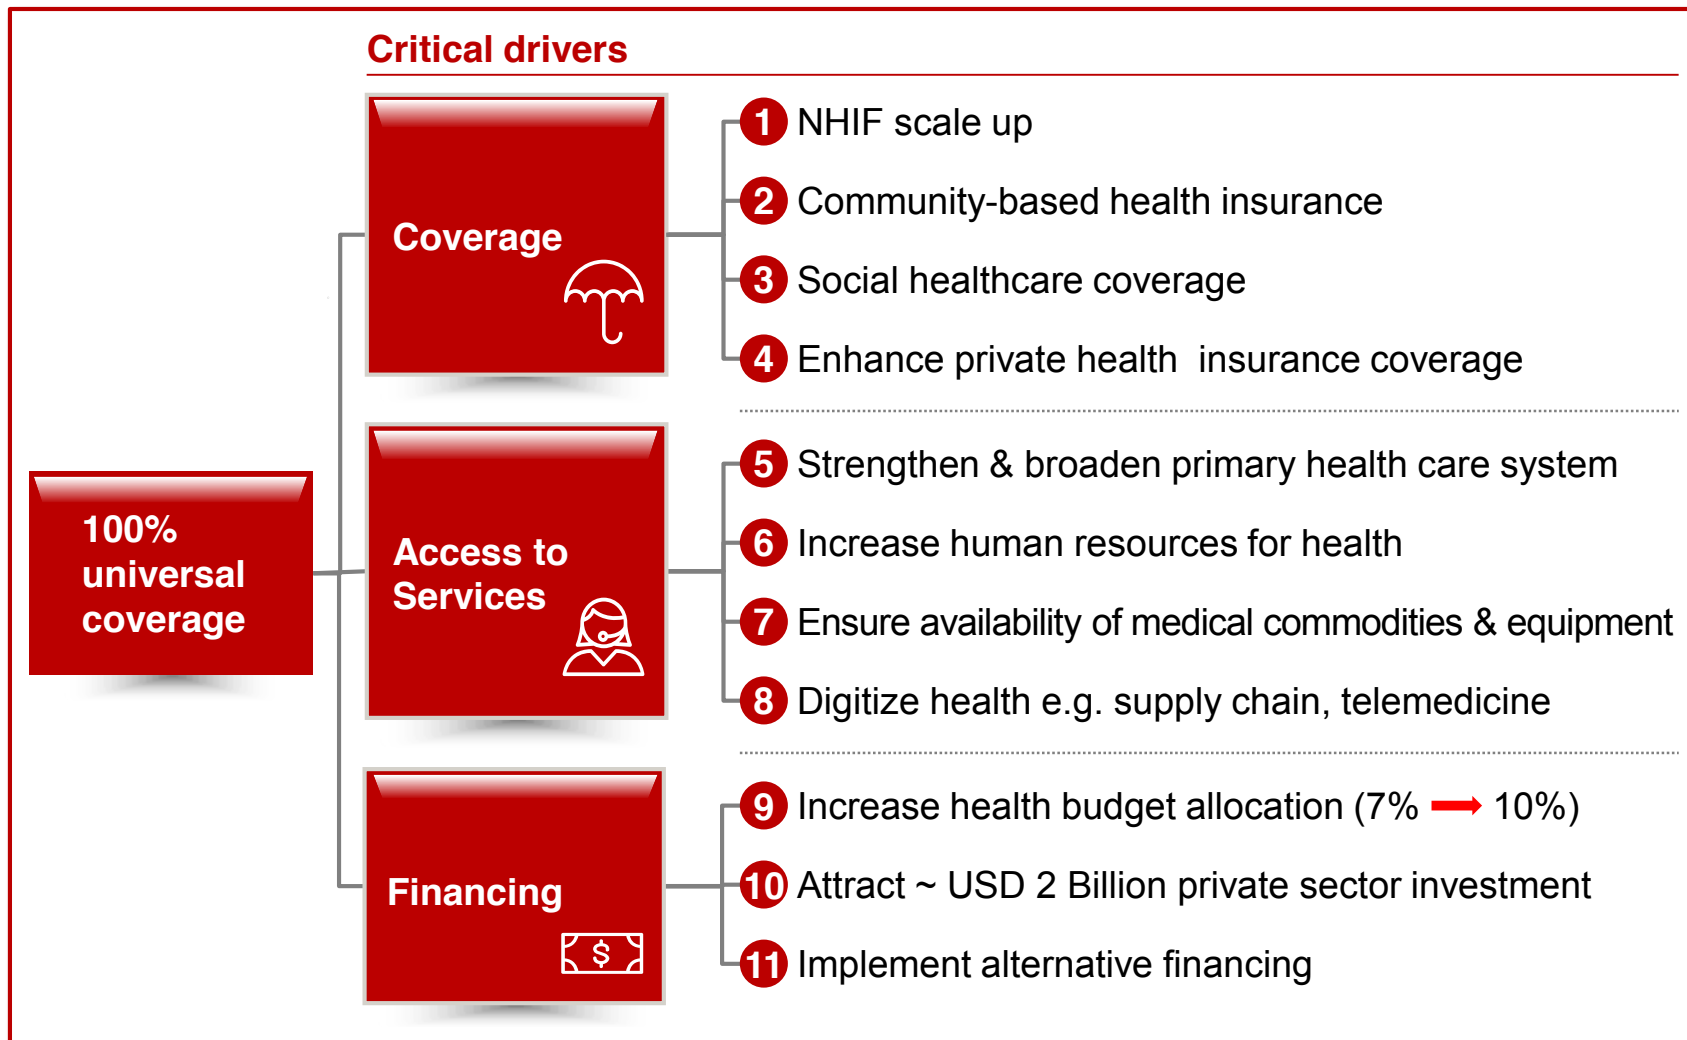 Critical drivers
100%
universal
coverage
Coverage
1 NHIF scale up
2 Community-based health insurance
3 Social healthcare coverage
4 Enhance private health  insurance coverage
Access to
Services
5 Strengthen & broaden primary health care system
6 Increase human resources for health
7 Ensure availability of medical commodities & equipment
8 Digitize health e.g. supply chain, telemedicine
Financing
$
9 Increase health budget allocation (7% → 10%)
10 Attract ~ USD 2 Billion private sector investment
11 Implement alternative financing